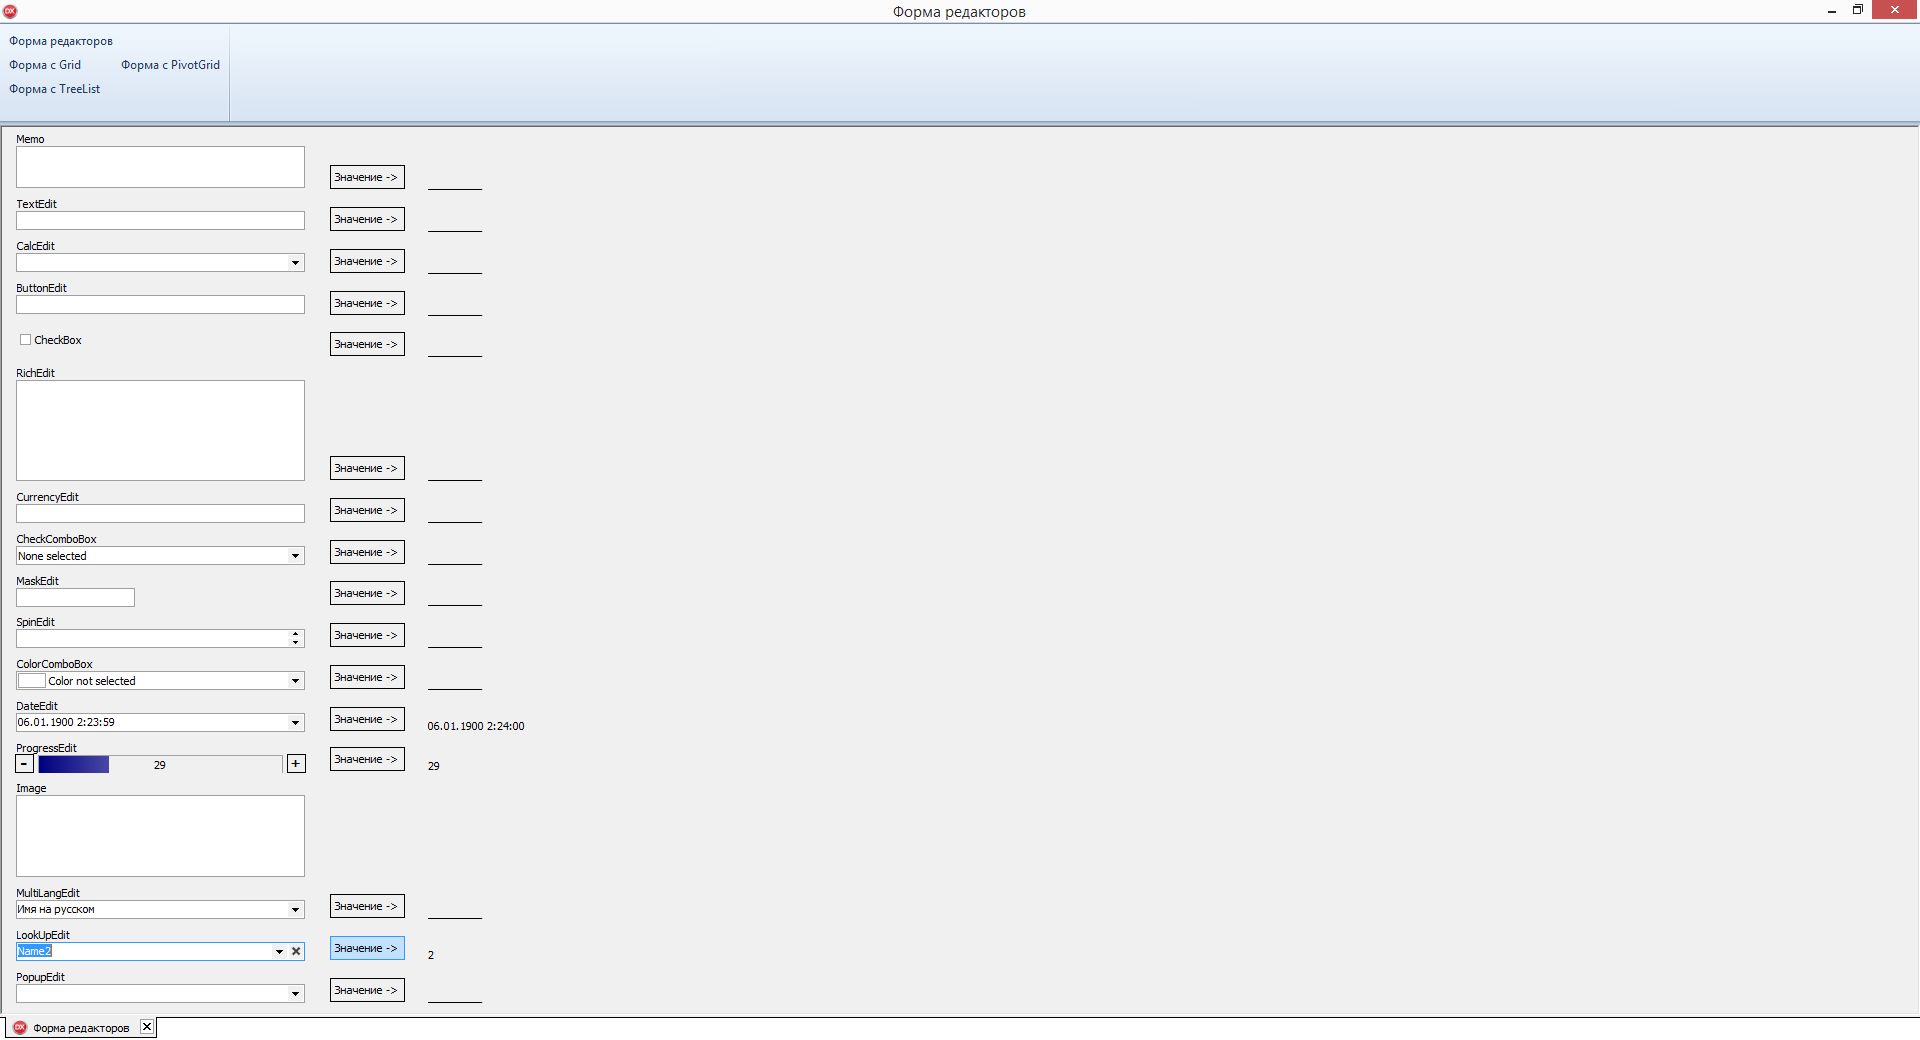 Форма редакторов
Форма редакторов
Форма с Grid Форма с PivotGrid
Форма с TreeList
Memo
Значение ->
TextEdit
Значение ->
CalcEdit
Значение ->
ButtonEdit
Значение ->
CheckBox Значение ->
RichEdit
Значение ->
CurrencyEdit
Значение ->
CheckComboBox
None selected Значение ->
MaskEdit
Значение ->
SpinEdit
Значение ->
ColorComboBox
Color not selected Значение ->
DateEdit
06.01.1900 2:23:59 Значение -> 06.01.1900 2:24:00
ProgressEdit
- 29 + Значение -> 29
Image
MultiLangEdit
Имя на русском Значение ->
LookUpEdit
Name2 Значение -> 2
PopupEdit
Значение ->
DX Форма редакторов